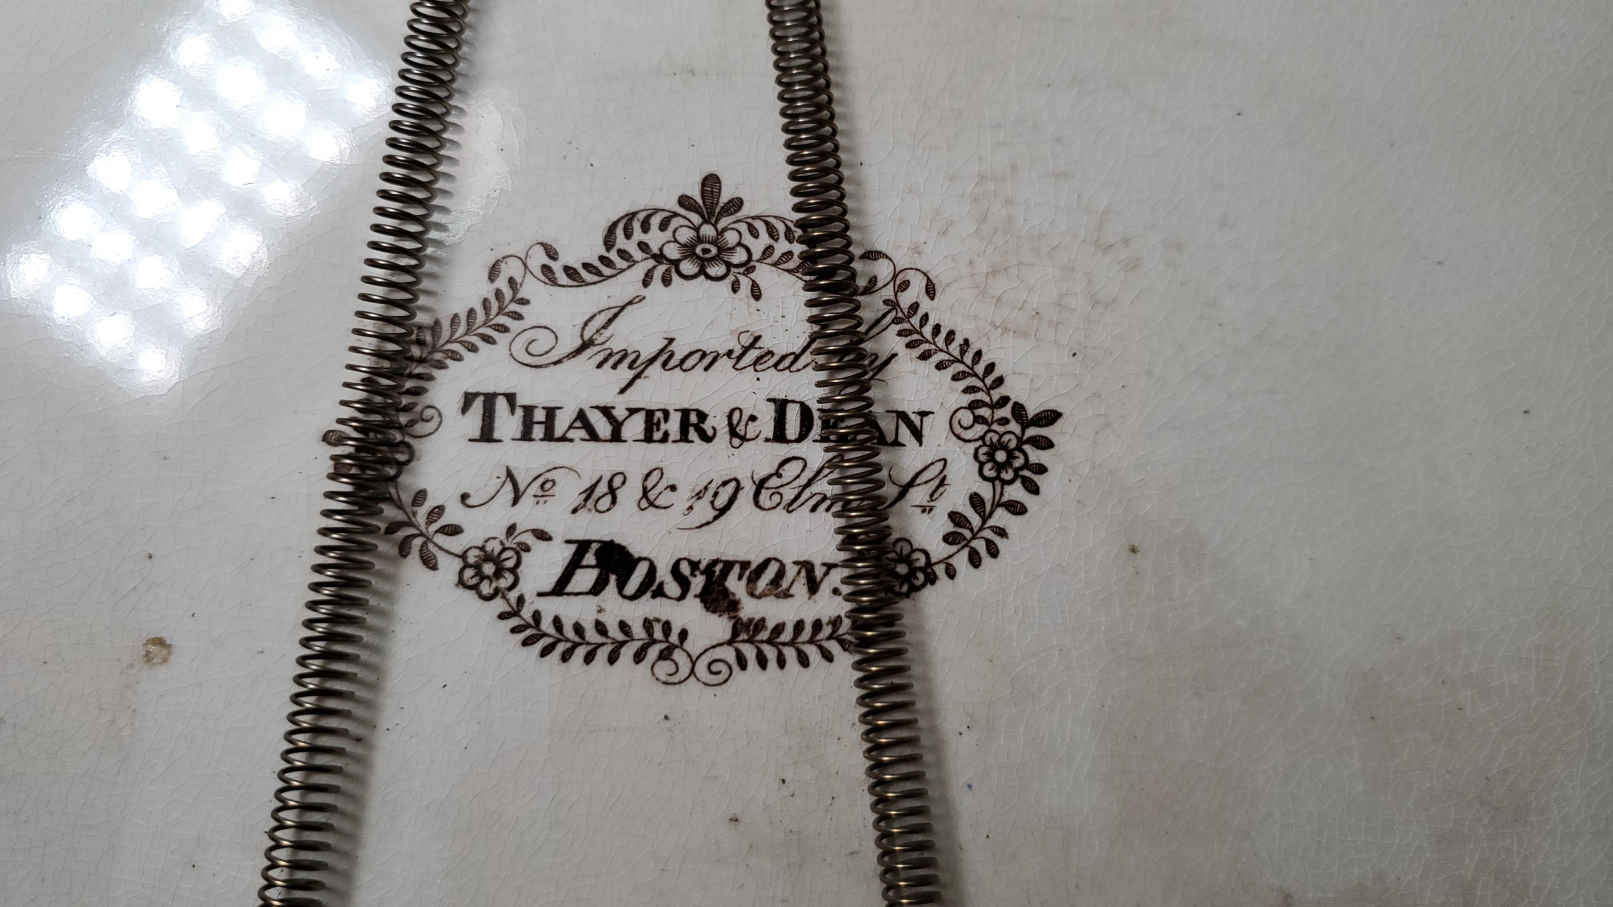 Imported by
THAYER & DEAN
No 18 & 19 Elm St
BOSTON.